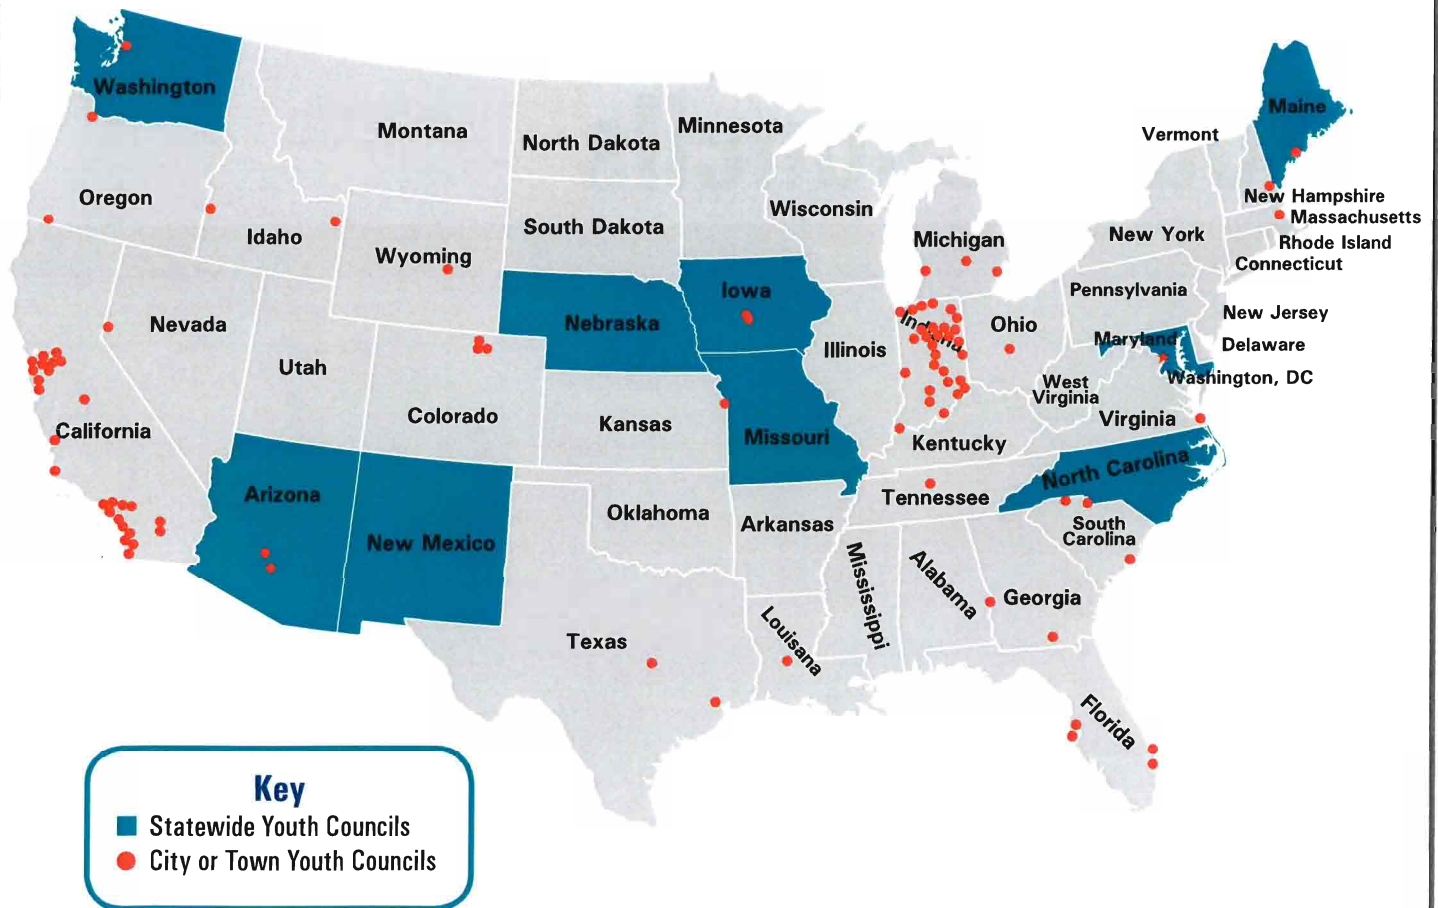 Washington
Montana
North Dakota
Minnesota
Vermont
Maine
Oregon
Idaho
Wyoming
South Dakota
Wisconsin
Michigan
New York
New Hampshire
Massachusetts
Rhode Island
Connecticut
Nevada
Utah
Colorado
Nebraska
Iowa
Illinois
Indiana
Ohio
Pennsylvania
New Jersey
Maryland
Delaware
Washington, DC
West
Virginia
Virginia
California
Kansas
Missouri
Kentucky
Arizona
New Mexico
Oklahoma
Arkansas
Tennessee
North Carolina
South
Carolina
Texas
Louisana
Mississippi
Alabama
Georgia
Florida
Key
Statewide Youth Councils
City or Town Youth Councils